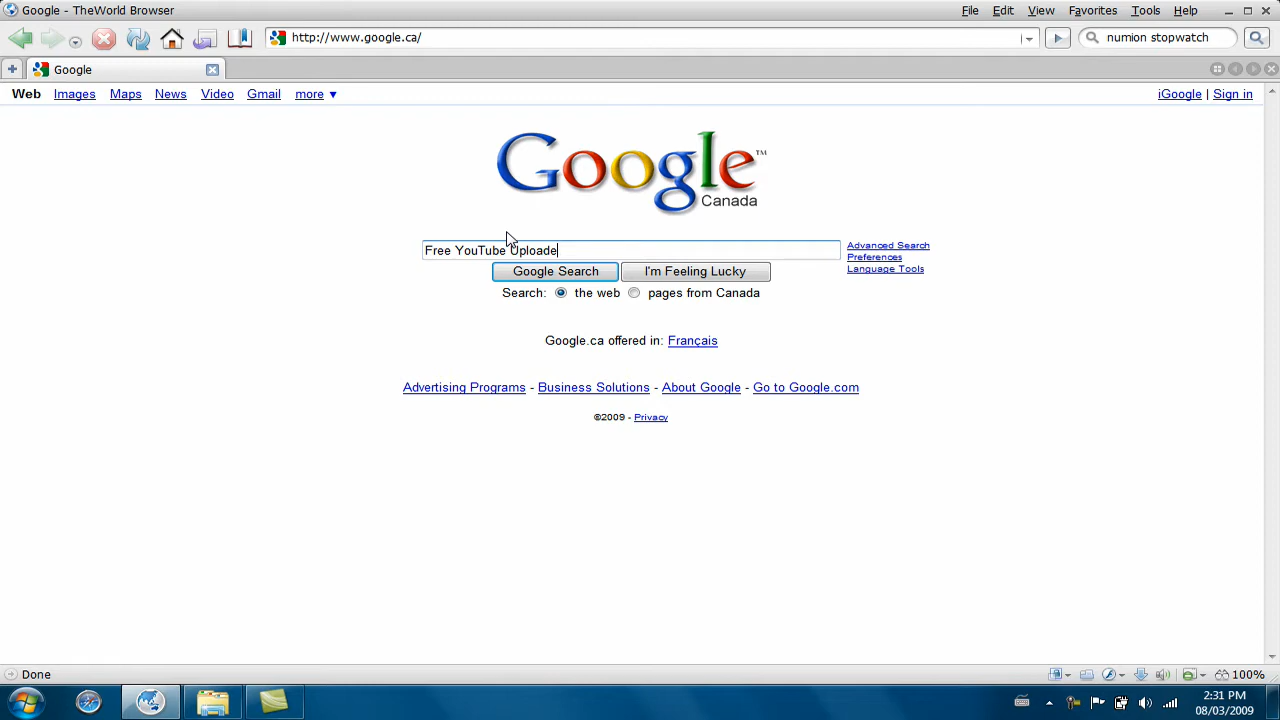 Google - TheWorld Browser
File Edit View Favorites Tools Help
http://www.google.ca/
numion stopwatch
Google
Web Images Maps News Video Gmail more ▼
iGoogle | Sign in
Google™
Canada
Free YouTube Uploade
Advanced Search
Preferences
Language Tools
Google Search I'm Feeling Lucky
Search: the web pages from Canada
Google.ca offered in: Français
Advertising Programs - Business Solutions - About Google - Go to Google.com
©2009 - Privacy
Done
100%
2:31 PM
08/03/2009